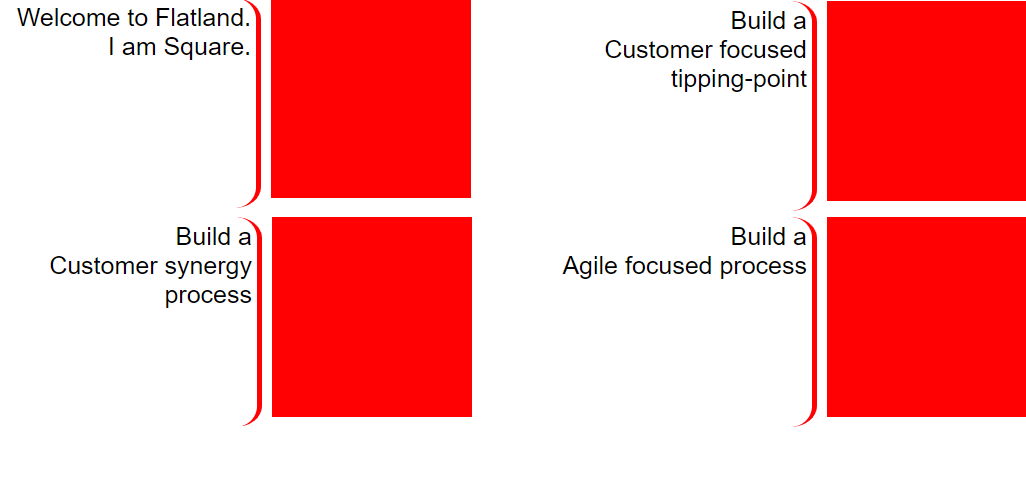 Welcome to Flatland.
I am Square.
Build a
Customer focused
tipping-point
Build a
Customer synergy
process
Build a
Agile focused process